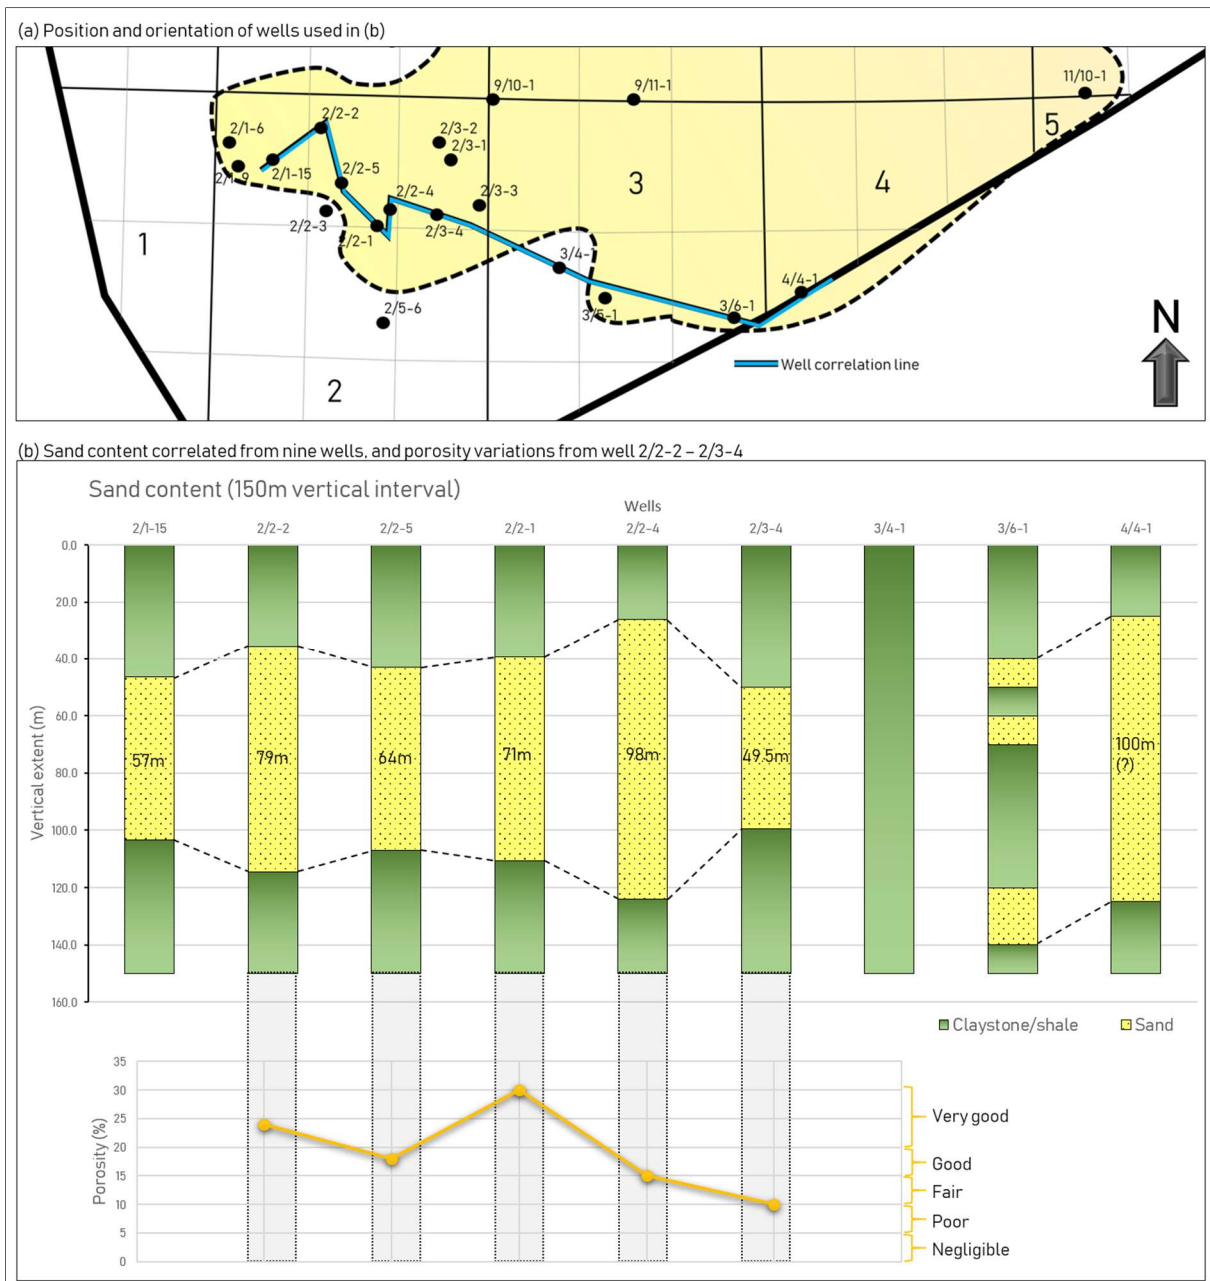 (a) Position and orientation of wells used in (b)
9/10-1
9/11-1
11/10-1
2/2-2
5
2/1-6
2/3-2
2/3-1
2/1-9
2/1-15
2/2-5
3
4
2/2-4
2/3-3
2/2-3
2/3-4
1
2/2-1
3/4-1
4/4-1
2/5-6
3/5-1
3/6-1
N
Well correlation line
2
(b) Sand content correlated from nine wells, and porosity variations from well 2/2-2 – 2/3-4
Sand content (150m vertical interval)
Wells
2/1-15 2/2-2 2/2-5 2/2-1 2/2-4 2/3-4 3/4-1 3/6-1 4/4-1
0.0
20.0
40.0
60.0
80.0
100.0
120.0
140.0
160.0
Vertical extent (m)
57m 79m 64m 71m 98m 49.5m 100m
(?)
Claystone/shale Sand
35
30
25
20
15
10
5
0
Porosity (%)
Very good
Good
Fair
Poor
Negligible